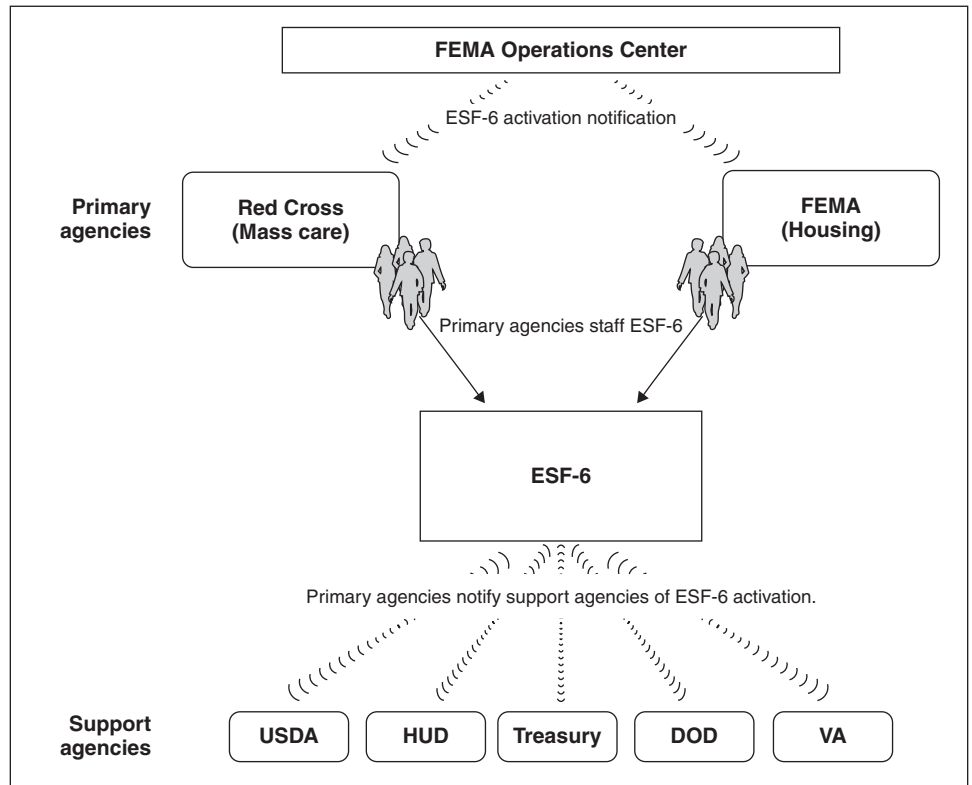 FEMA Operations Center
ESF-6 activation notification
Primary
agencies
Red Cross
(Mass care)
FEMA
(Housing)
Primary agencies staff ESF-6
ESF-6
Primary agencies notify support agencies of ESF-6 activation.
Support
agencies
USDA
HUD
Treasury
DOD
VA